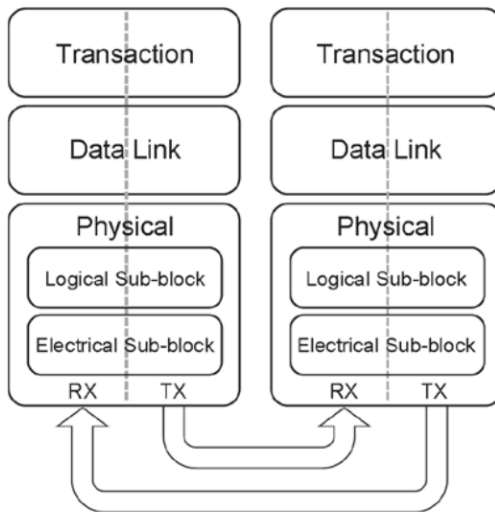 Transaction
Transaction
Data Link
Data Link
Physical
Physical
Logical Sub-block
Logical Sub-block
Electrical Sub-block
Electrical Sub-block
RX TX
RX TX